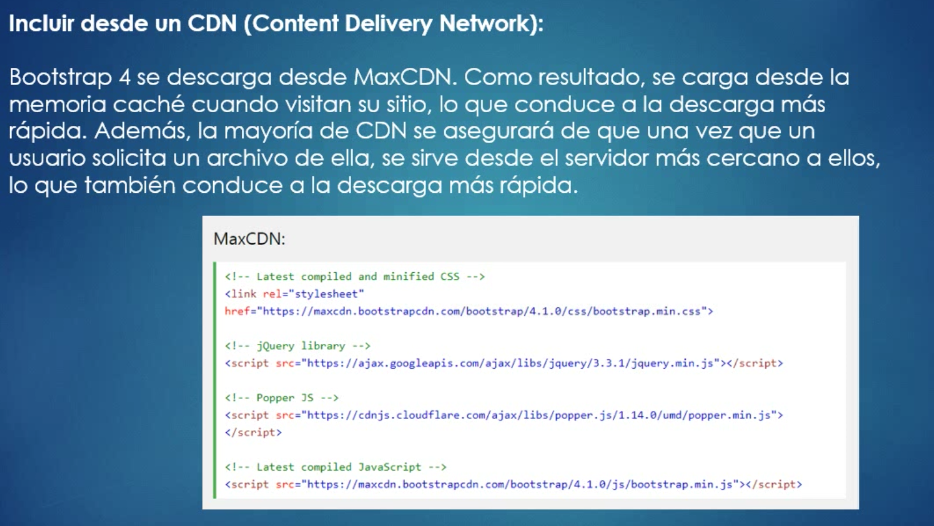 Incluir desde un CDN (Content Delivery Network):
Bootstrap 4 se descarga desde MaxCDN. Como resultado, se carga desde la
memoria caché cuando visitan su sitio, lo que conduce a la descarga más
rápida. Además, la mayoría de CDN se asegurará de que una vez que un
usuario solicita un archivo de ella, se sirve desde el servidor más cercano a ellos,
lo que también conduce a la descarga más rápida.
MaxCDN:
<!-- Latest compiled and minified CSS -->
<link rel="stylesheet"
href="https://maxcdn.bootstrapcdn.com/bootstrap/4.1.0/css/bootstrap.min.css">
<!-- jQuery library -->
<script src="https://ajax.googleapis.com/ajax/libs/jquery/3.3.1/jquery.min.js"></script>
<!-- Popper JS -->
<script src="https://cdnjs.cloudflare.com/ajax/libs/popper.js/1.14.0/umd/popper.min.js">
</script>
<!-- Latest compiled JavaScript -->
<script src="https://maxcdn.bootstrapcdn.com/bootstrap/4.1.0/js/bootstrap.min.js"></script>